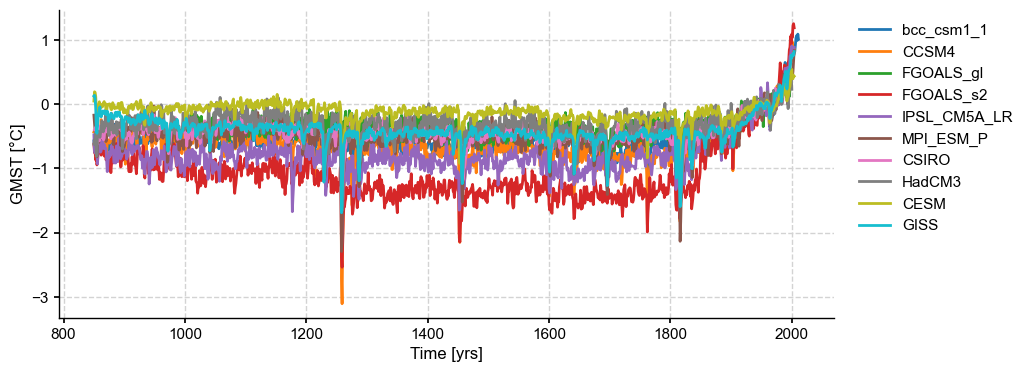 GMST [°C]
1
0
−1
−2
−3
800
1000
1200
1400
1600
1800
2000
Time [yrs]
bcc_csm1_1
CCSM4
FGOALS_gl
FGOALS_s2
IPSL_CM5A_LR
MPI_ESM_P
CSIRO
HadCM3
CESM
GISS